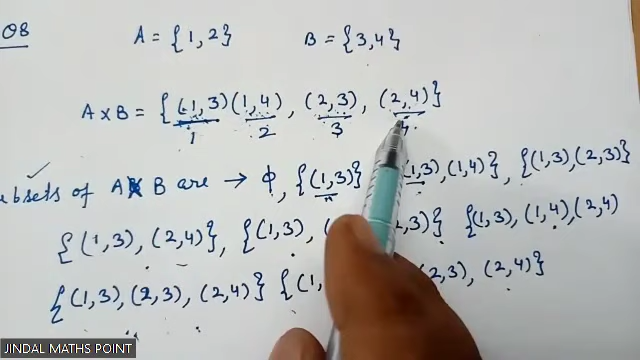 08
A = {1, 2} B = {3,4}
A x B = { (1, 3) (1, 4) , (2, 3) , (2, 4)}
1 2 3 4
bsets of A x B are → ϕ, {(1,3)} 1,3), (1,4)}, {(1,3), (2,3)}
{(1,3), (2,4)}, {(1,3), ( 2,3)} {(1,3), (1,4), (2,4)
{(1,3), (2,3), (2,4)} {(1, (2,3), (2,4)}
JINDAL MATHS POINT